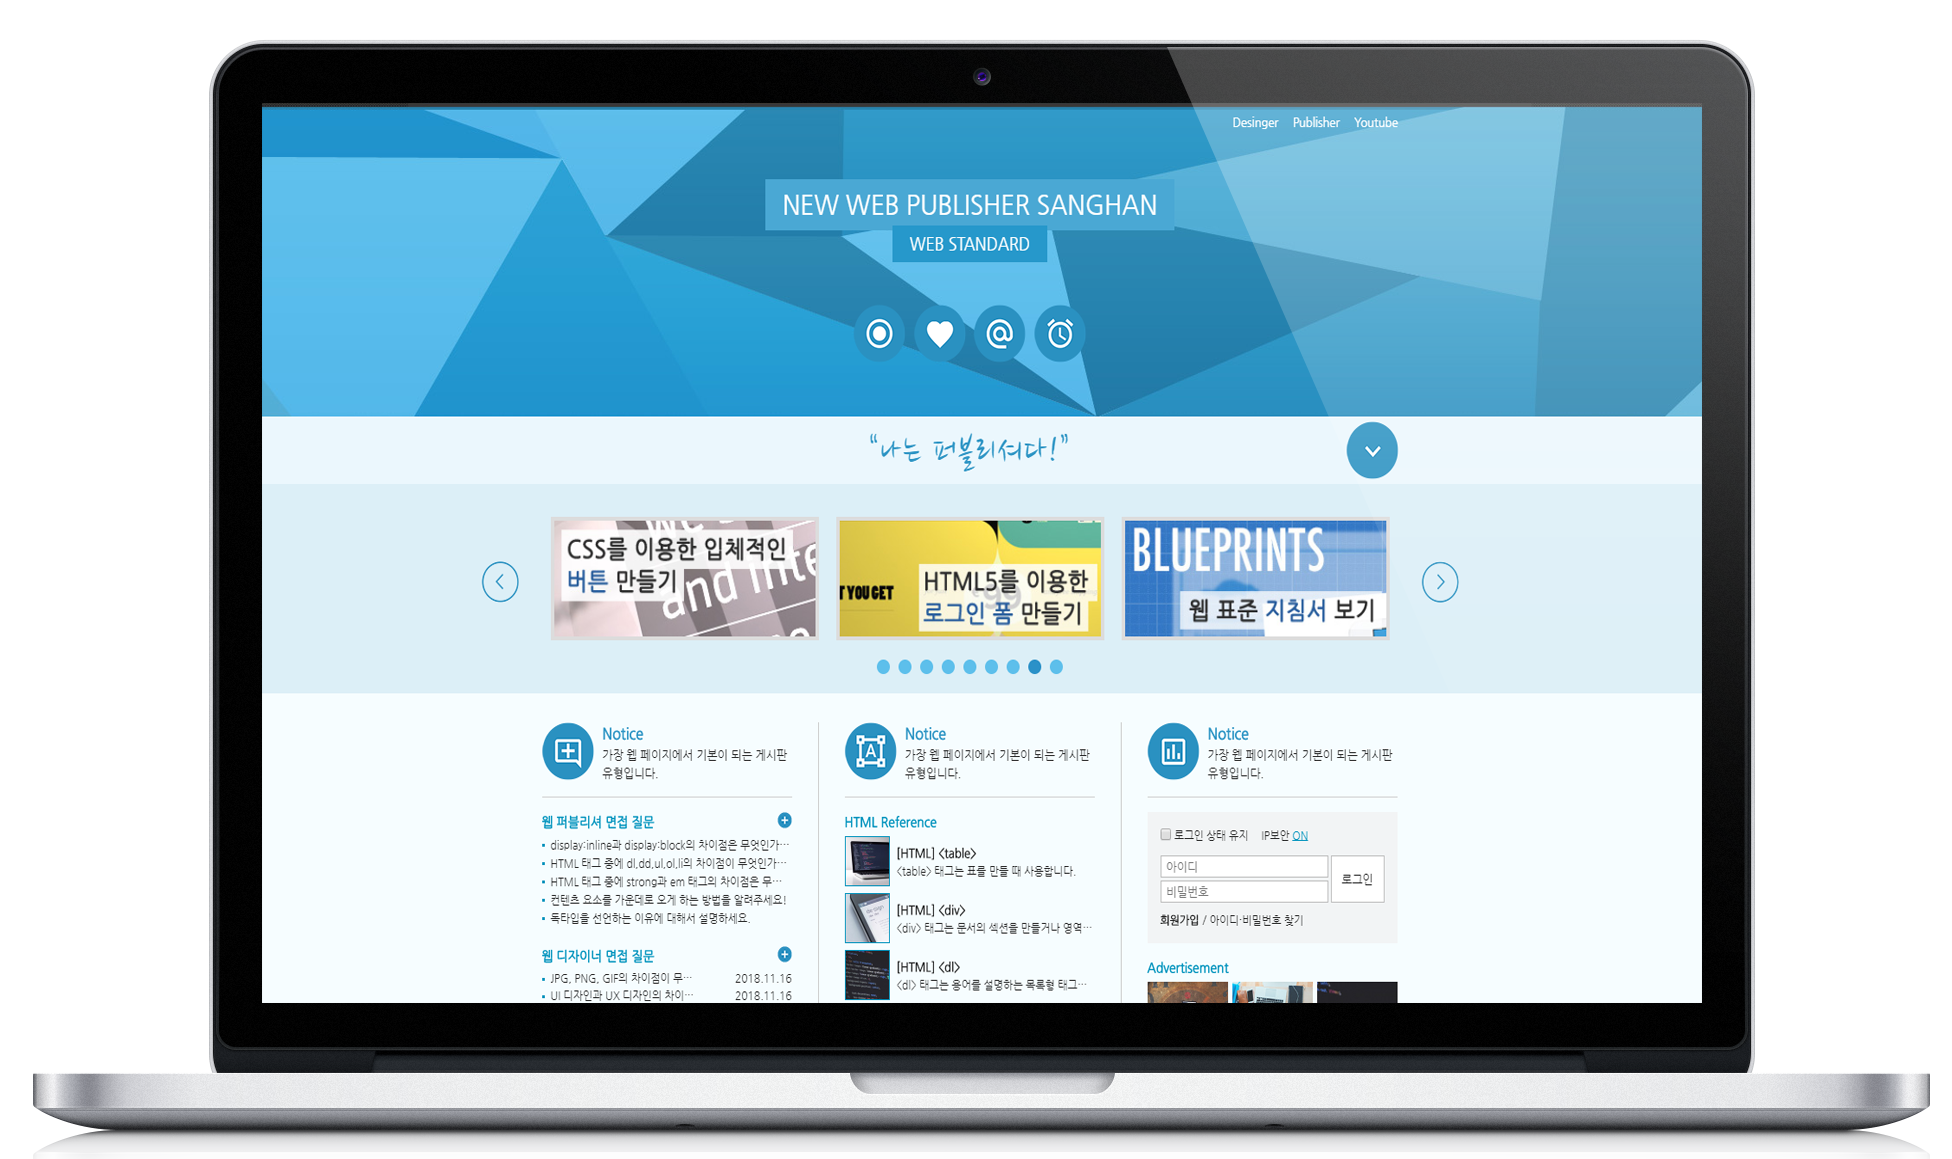 Desinger Publisher Youtube
NEW WEB PUBLISHER SANGHAN
WEB STANDARD
“나는 퍼블리셔다!”
CSS를 이용한 입체적인
버튼 만들기
and inte
T YOU GET
HTML5를 이용한
로그인 폼 만들기
BLUEPRINTS
웹 표준 지침서 보기
Notice
가장 웹 페이지에서 기본이 되는 게시판
유형입니다.
웹 퍼블리셔 면접 질문
display:inline과 display:block의 차이점은 무엇인가…
HTML 태그 중에 dl,dd,ul,ol,li의 차이점이 무엇인가…
HTML 태그 중에 strong과 em 태그의 차이점은 무…
컨텐츠 요소를 가운데로 오게 하는 방법을 알려주세요!
독타입을 선언하는 이유에 대해서 설명하세요.
웹 디자이너 면접 질문
JPG, PNG, GIF의 차이점이 무… 2018.11.16
UI 디자인과 UX 디자인의 차이… 2018.11.16
Notice
가장 웹 페이지에서 기본이 되는 게시판
유형입니다.
HTML Reference
[HTML] <table>
<table> 태그는 표를 만들 때 사용합니다.
[HTML] <div>
<div> 태그는 문서의 섹션을 만들거나 영역…
[HTML] <dl>
<dl> 태그는 용어를 설명하는 목록형 태그…
Notice
가장 웹 페이지에서 기본이 되는 게시판
유형입니다.
로그인 상태 유지 IP보안 ON
아이디
비밀번호
로그인
회원가입 / 아이디·비밀번호 찾기
Advertisement